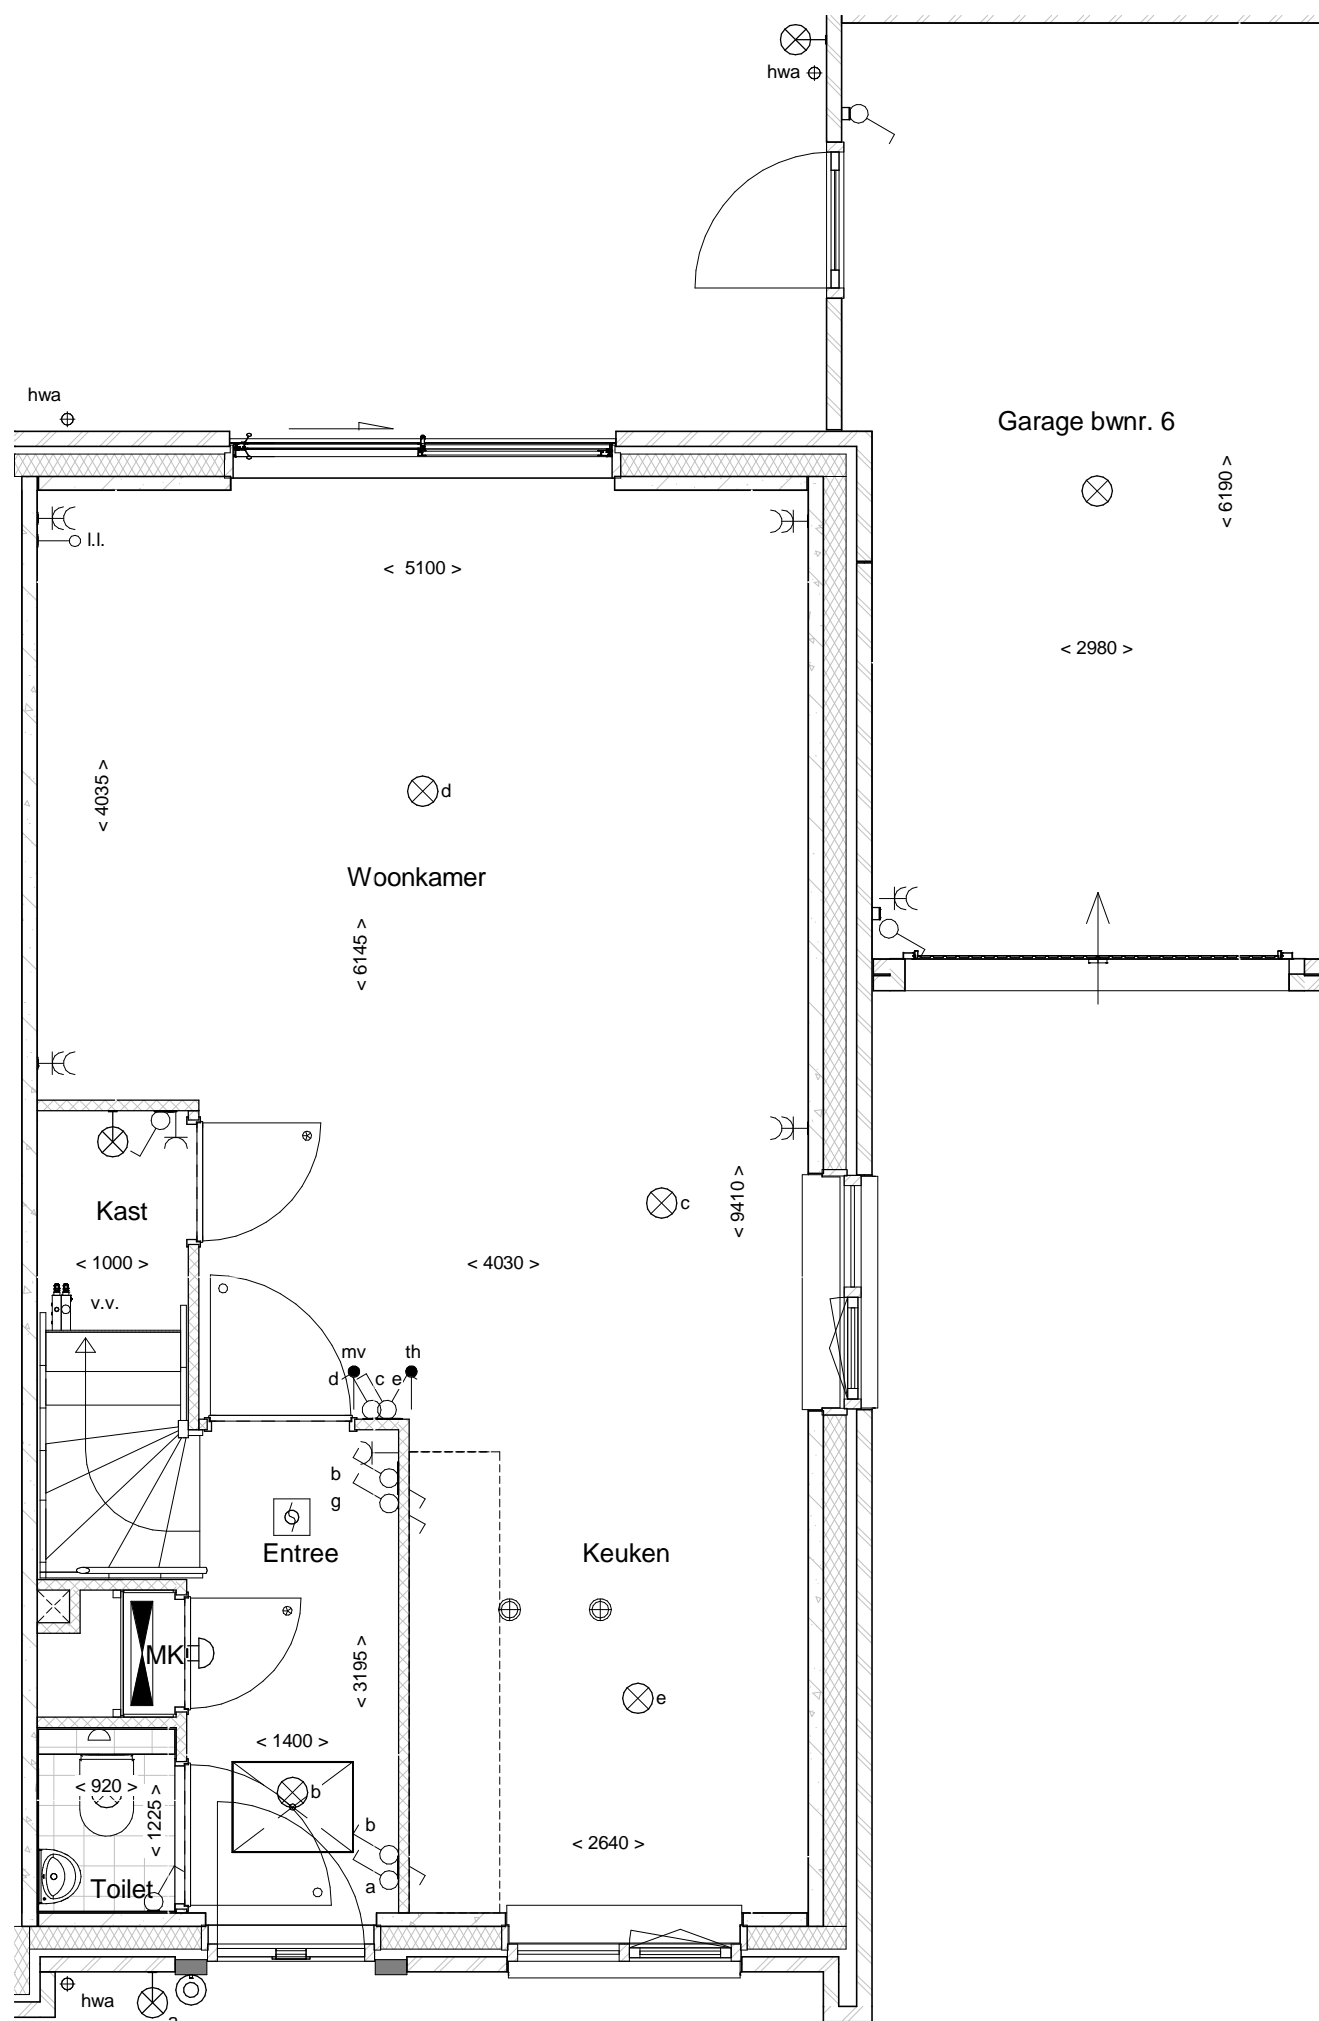 hwa
hwa
Garage bwnr. 6
< 6190 >
l.l.
< 5100 >
< 2980 >
< 4035 >
d
Woonkamer
< 6145 >
Kast
c
< 9410 >
< 1000 >
< 4030 >
v.v.
mv
th
d
c
e
b
g
Entree
Keuken
MK
< 3195 >
e
< 1400 >
< 920 >
b
< 1225 >
b
< 2640 >
a
Toilet
hwa
a